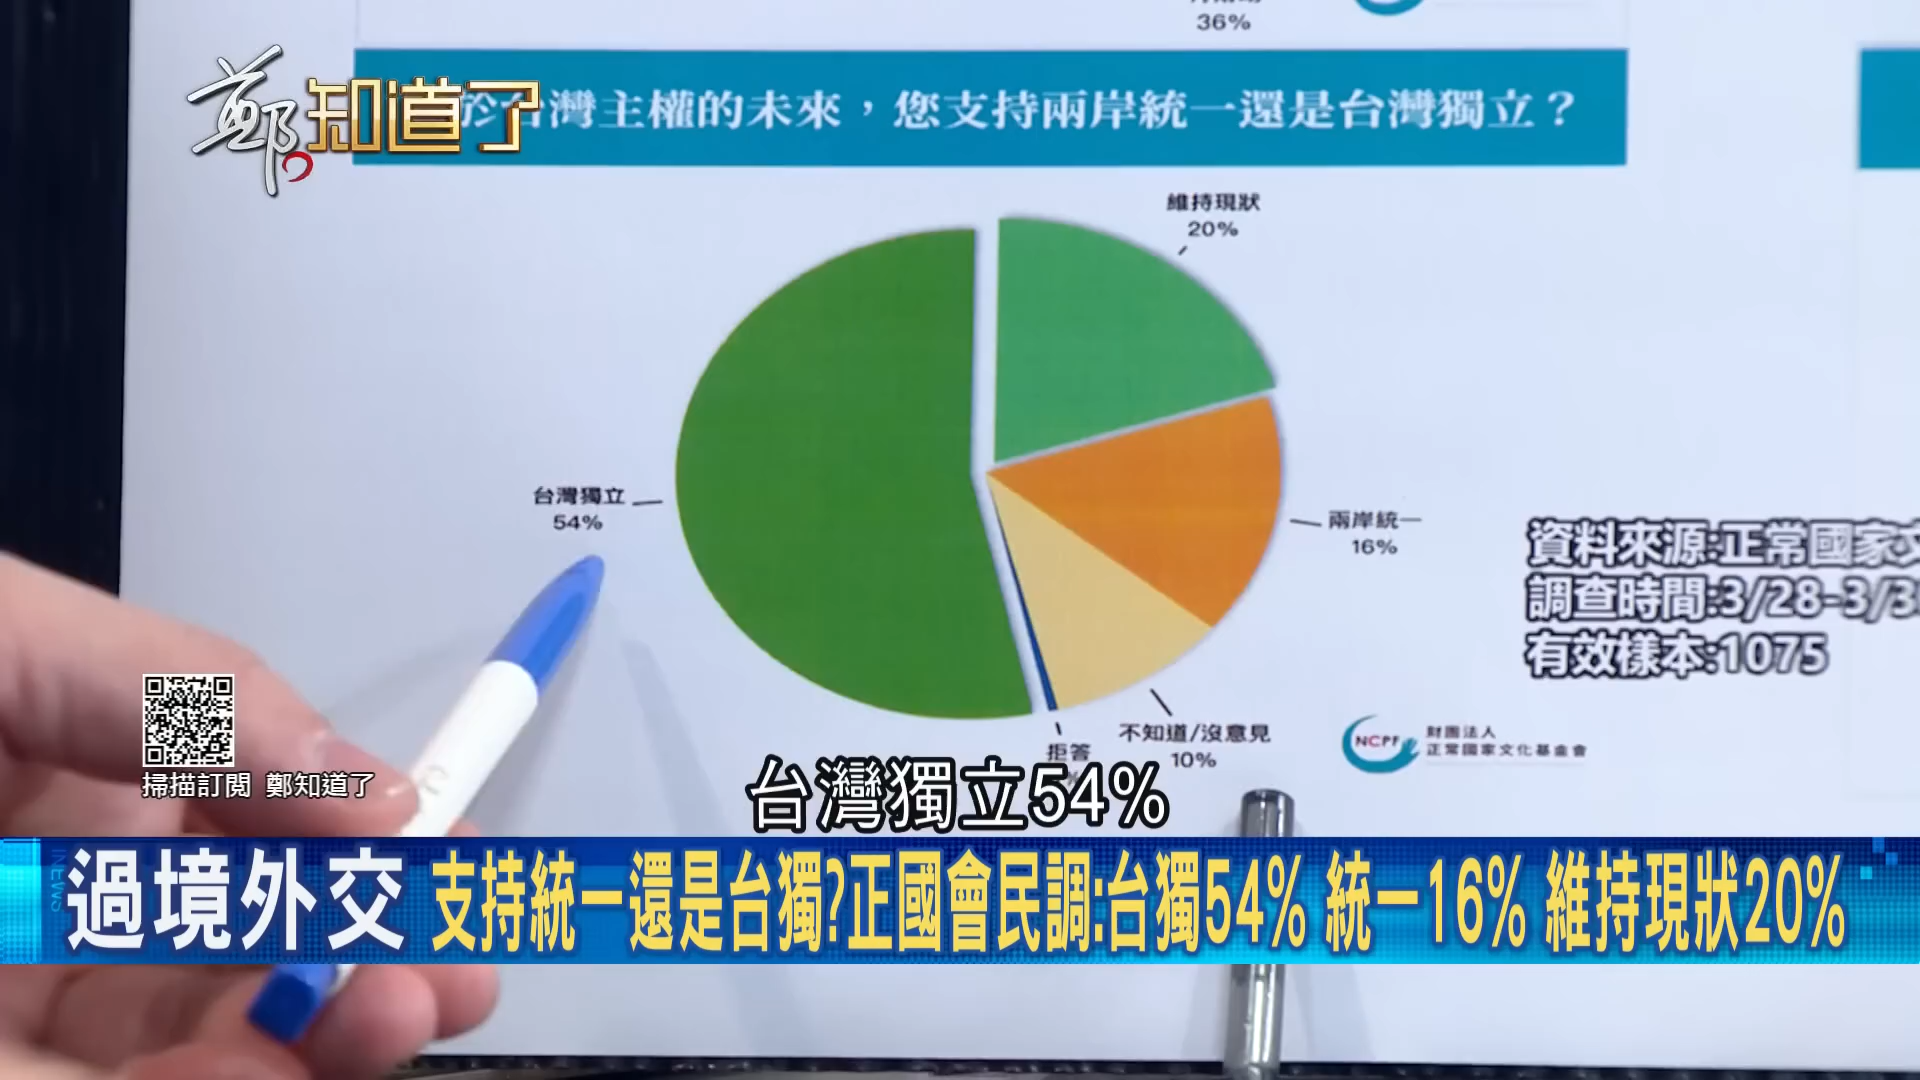 36%
鄭知道了
於台灣主權的未來，您支持兩岸統一還是台灣獨立？
維持現狀
20%
台灣獨立
54%
兩岸統一
16%
資料來源:正常國家文
調查時間:3/28-3/3
有效樣本:1075
不知道/沒意見
10%
拒答
NCPF
財團法人
正常國家文化基金會
掃描訂閱 鄭知道了
台灣獨立54%
iNEWS
過境外交
支持統一還是台獨?正國會民調:台獨54% 統一16% 維持現狀20%